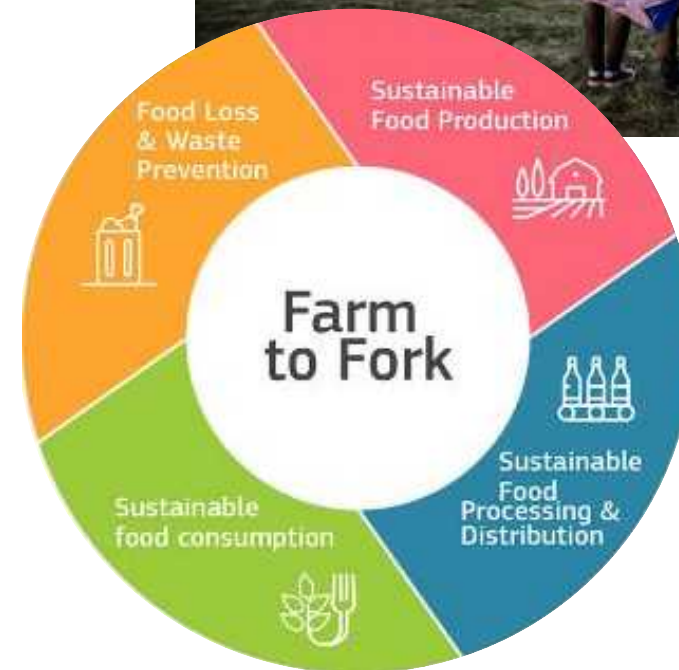 Food Loss
& Waste
Prevention
Sustainable
Food Production
Farm
to Fork
Sustainable
Food
Processing &
Distribution
Sustainable
food consumption